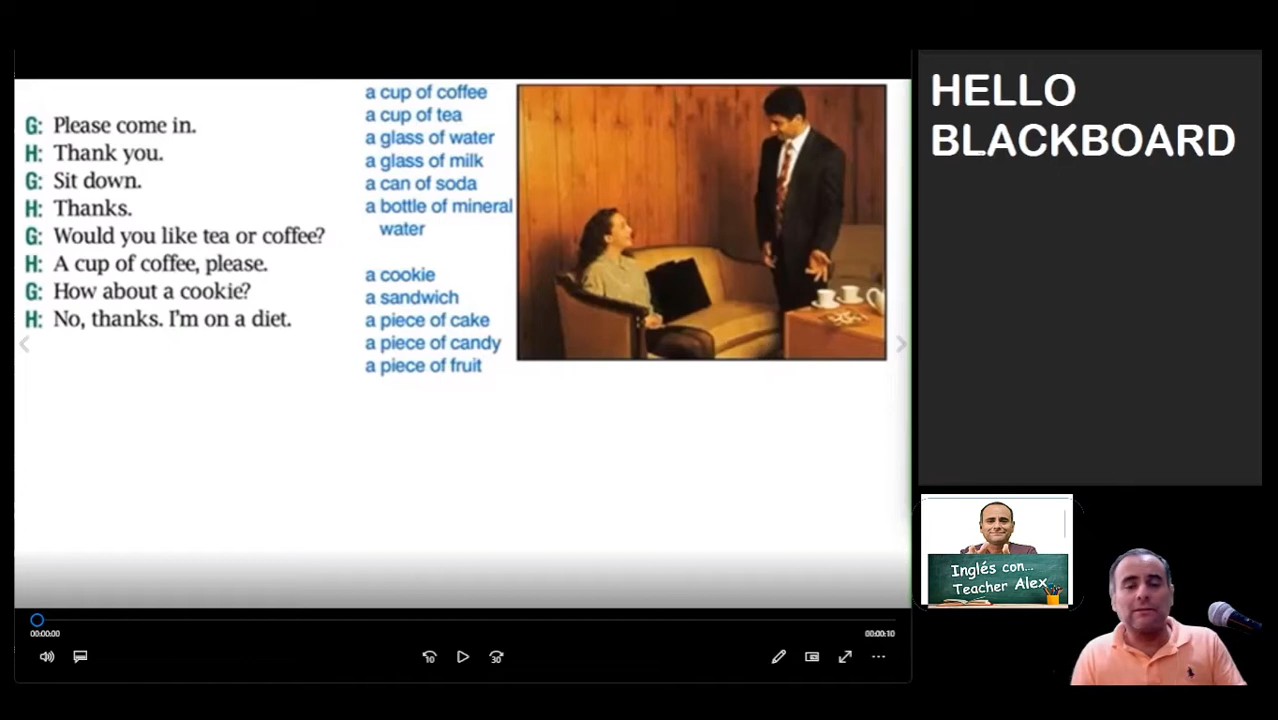 G: Please come in.
H: Thank you.
G: Sit down.
H: Thanks.
G: Would you like tea or coffee?
H: A cup of coffee, please.
G: How about a cookie?
H: No, thanks. I'm on a diet.
a cup of coffee
a cup of tea
a glass of water
a glass of milk
a can of soda
a bottle of mineral
water
a cookie
a sandwich
a piece of cake
a piece of candy
a piece of fruit
HELLO
BLACKBOARD
Inglés con...
Teacher Alex
00:00:00
00:00:10
10
30